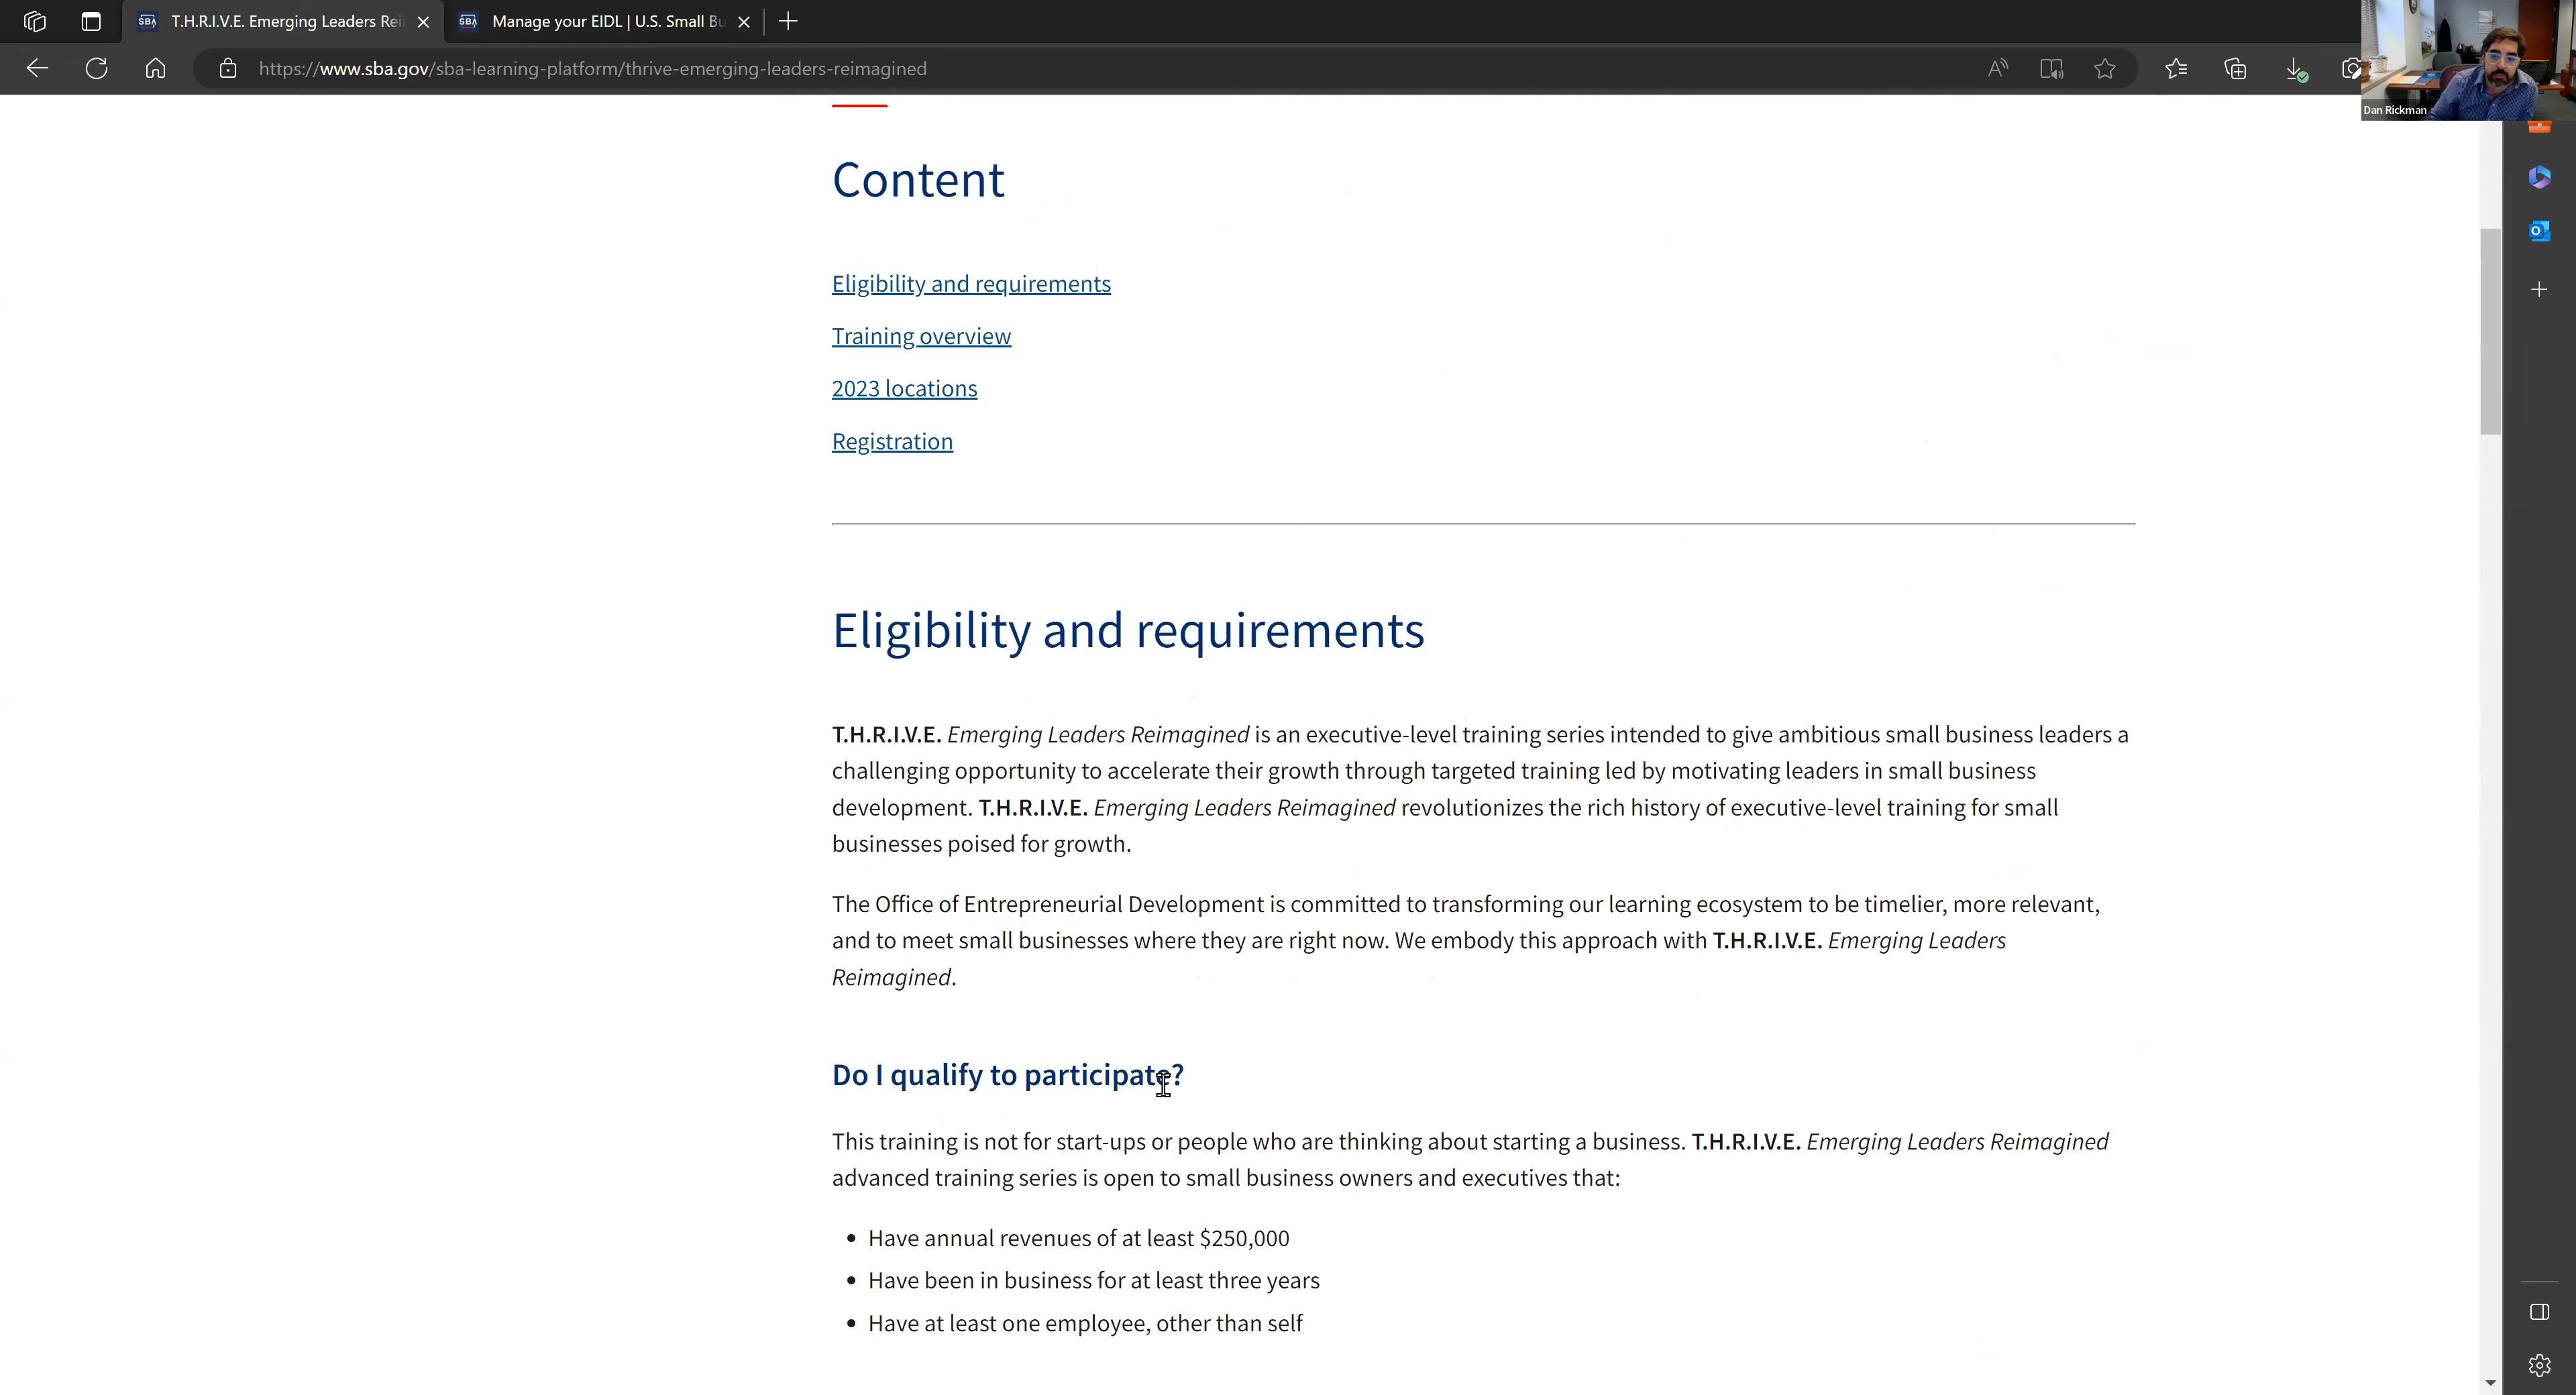 T.H.R.I.V.E. Emerging Leaders Rei
Manage your EIDL | U.S. Small Bu
https://www.sba.gov/sba-learning-platform/thrive-emerging-leaders-reimagined
Dan Rickman
Content
Eligibility and requirements
Training overview
2023 locations
Registration
Eligibility and requirements
T.H.R.I.V.E. Emerging Leaders Reimagined is an executive-level training series intended to give ambitious small business leaders a
challenging opportunity to accelerate their growth through targeted training led by motivating leaders in small business
development. T.H.R.I.V.E. Emerging Leaders Reimagined revolutionizes the rich history of executive-level training for small
businesses poised for growth.
The Office of Entrepreneurial Development is committed to transforming our learning ecosystem to be timelier, more relevant,
and to meet small businesses where they are right now. We embody this approach with T.H.R.I.V.E. Emerging Leaders
Reimagined.
Do I qualify to participate?
This training is not for start-ups or people who are thinking about starting a business. T.H.R.I.V.E. Emerging Leaders Reimagined
advanced training series is open to small business owners and executives that:
• Have annual revenues of at least $250,000
• Have been in business for at least three years
• Have at least one employee, other than self